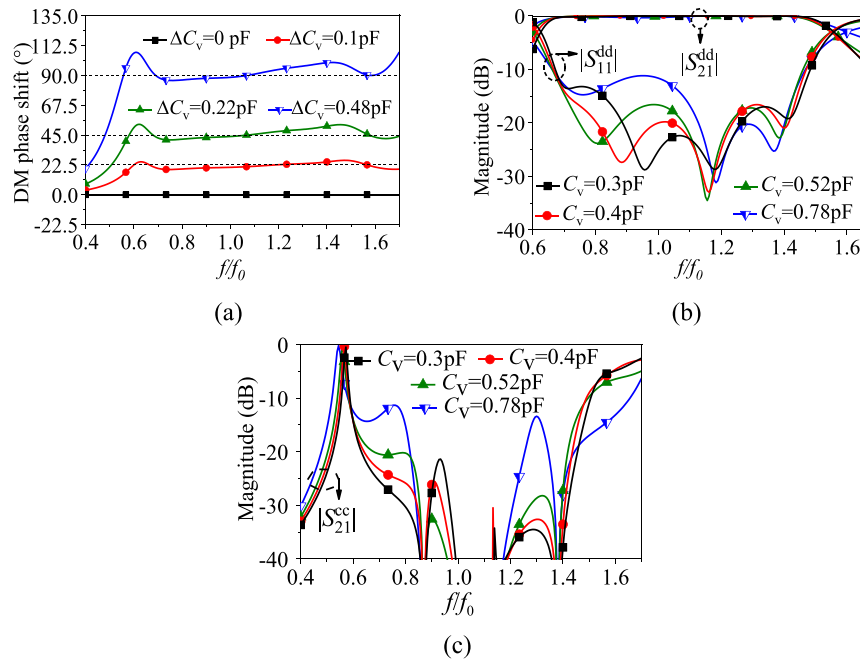 135.0
112.5
90.0
67.5
45.0
22.5
0.0
-22.5
DM phase shift (°)
ΔCv=0 pF
ΔCv=0.1pF
ΔCv=0.22pF
ΔCv=0.48pF
0.4 0.6 0.8 1.0 1.2 1.4 1.6
f/f0
(a)
0
-10
-20
-30
-40
Magnitude (dB)
|S11dd|
|S21dd|
Cv=0.3pF
Cv=0.52pF
Cv=0.4pF
Cv=0.78pF
0.6 0.8 1.0 1.2 1.4 1.6
f/f0
(b)
0
-10
-20
-30
-40
Magnitude (dB)
Cv=0.3pF
Cv=0.4pF
Cv=0.52pF
Cv=0.78pF
|S21cc|
0.4 0.6 0.8 1.0 1.2 1.4 1.6
f/f0
(c)